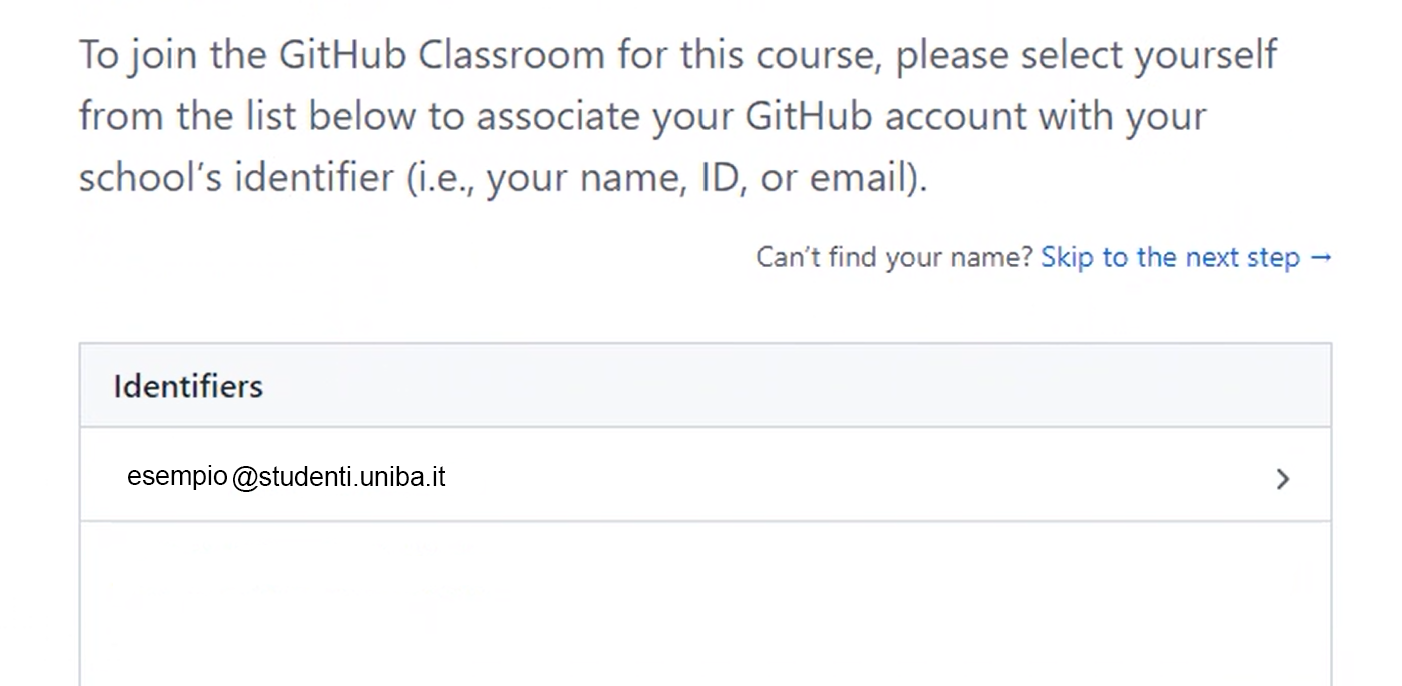 To join the GitHub Classroom for this course, please select yourself
from the list below to associate your GitHub account with your
school’s identifier (i.e., your name, ID, or email).
Can’t find your name? Skip to the next step →
Identifiers
esempio@studenti.uniba.it